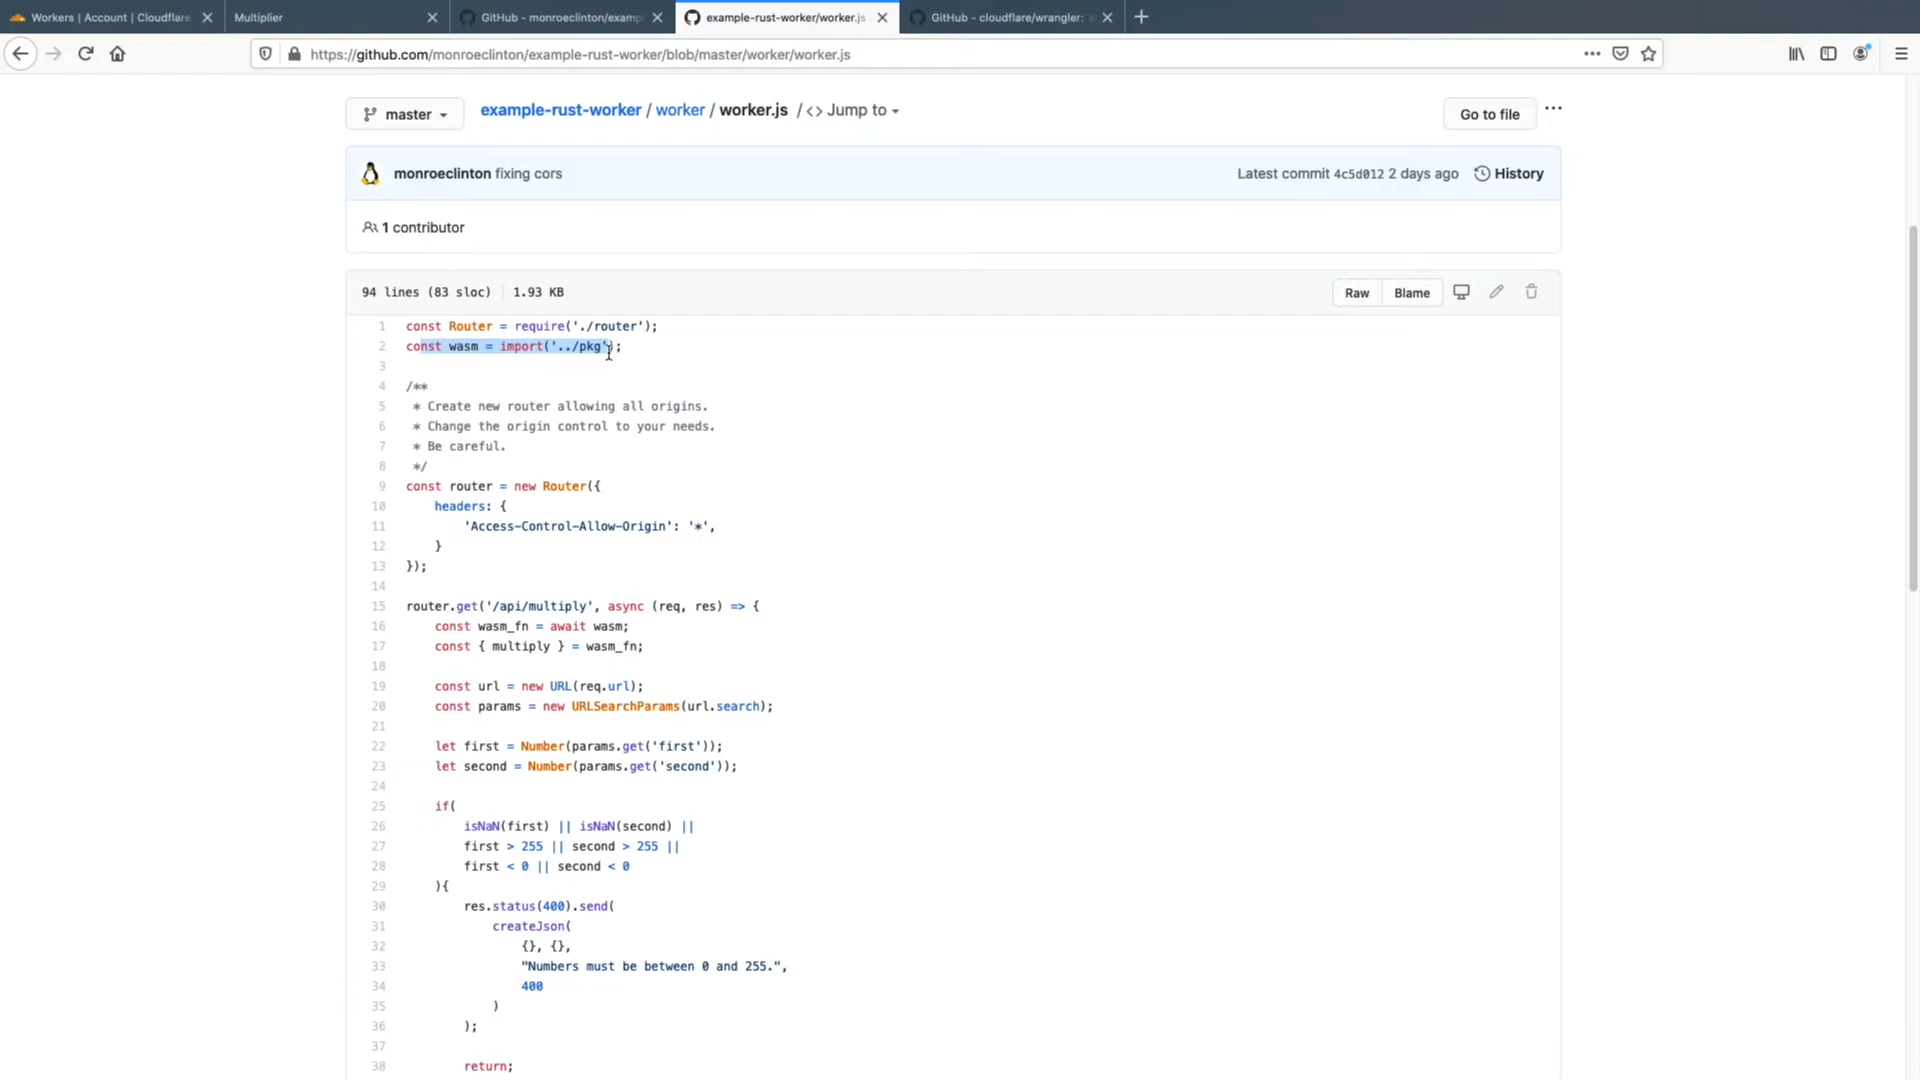 Workers | Account | Cloudflare
Multiplier
GitHub - monroeclinton/examp
example-rust-worker/worker.js
GitHub - cloudflare/wrangler:
https://github.com/monroeclinton/example-rust-worker/blob/master/worker/worker.js
master
example-rust-worker / worker / worker.js / <> Jump to
Go to file
monroeclinton fixing cors
Latest commit 4c5d012 2 days ago
History
1 contributor
94 lines (83 sloc) 1.93 KB
Raw
Blame
1 const Router = require('./router');
2 const wasm = import('../pkg');
3
4 /**
5 * Create new router allowing all origins.
6 * Change the origin control to your needs.
7 * Be careful.
8 */
9 const router = new Router({
10 headers: {
11 'Access-Control-Allow-Origin': '*',
12 }
13 });
14
15 router.get('/api/multiply', async (req, res) => {
16 const wasm_fn = await wasm;
17 const { multiply } = wasm_fn;
18
19 const url = new URL(req.url);
20 const params = new URLSearchParams(url.search);
21
22 let first = Number(params.get('first'));
23 let second = Number(params.get('second'));
24
25 if(
26 isNaN(first) || isNaN(second) ||
27 first > 255 || second > 255 ||
28 first < 0 || second < 0
29 ){
30 res.status(400).send(
31 createJson(
32 {}, {},
33 "Numbers must be between 0 and 255.",
34 400
35 )
36 );
37
38 return;